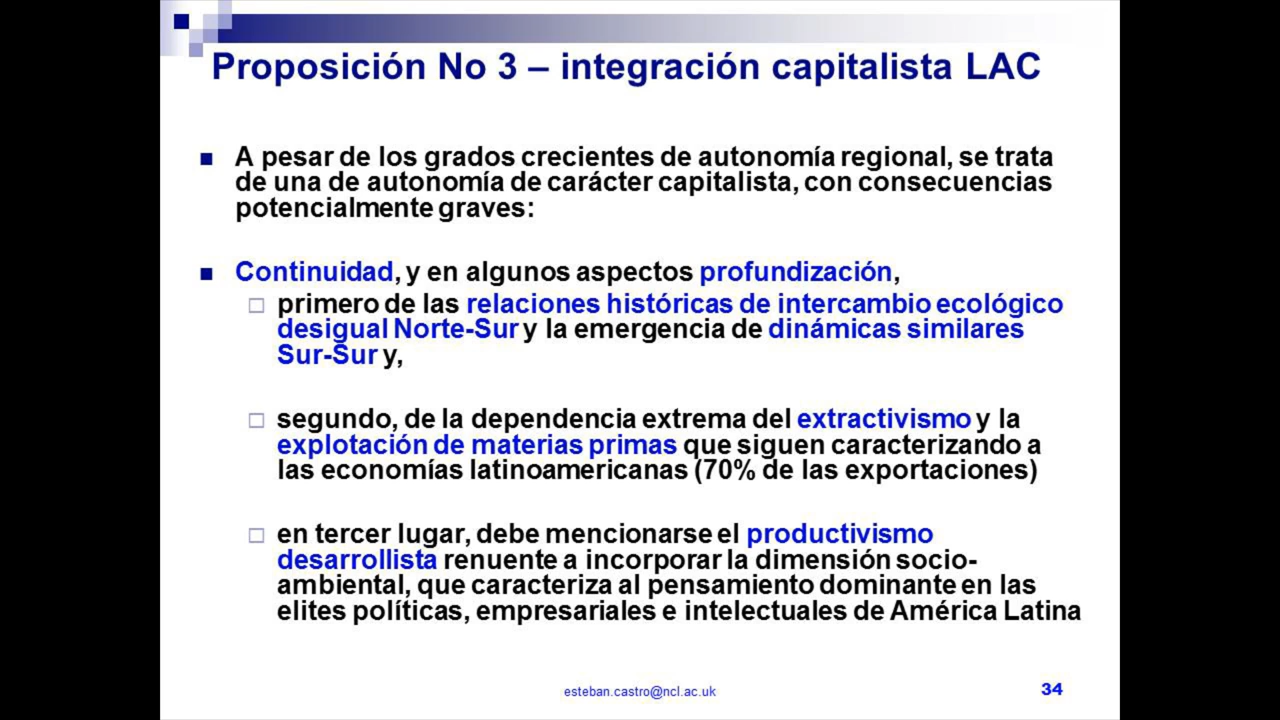 Proposición No 3 – integración capitalista LAC
A pesar de los grados crecientes de autonomía regional, se trata
de una de autonomía de carácter capitalista, con consecuencias
potencialmente graves:
Continuidad, y en algunos aspectos profundización,
primero de las relaciones históricas de intercambio ecológico
desigual Norte-Sur y la emergencia de dinámicas similares
Sur-Sur y,
segundo, de la dependencia extrema del extractivismo y la
explotación de materias primas que siguen caracterizando a
las economías latinoamericanas (70% de las exportaciones)
en tercer lugar, debe mencionarse el productivismo
desarrollista renuente a incorporar la dimensión socio-
ambiental, que caracteriza al pensamiento dominante en las
elites políticas, empresariales e intelectuales de América Latina
esteban.castro@ncl.ac.uk
34